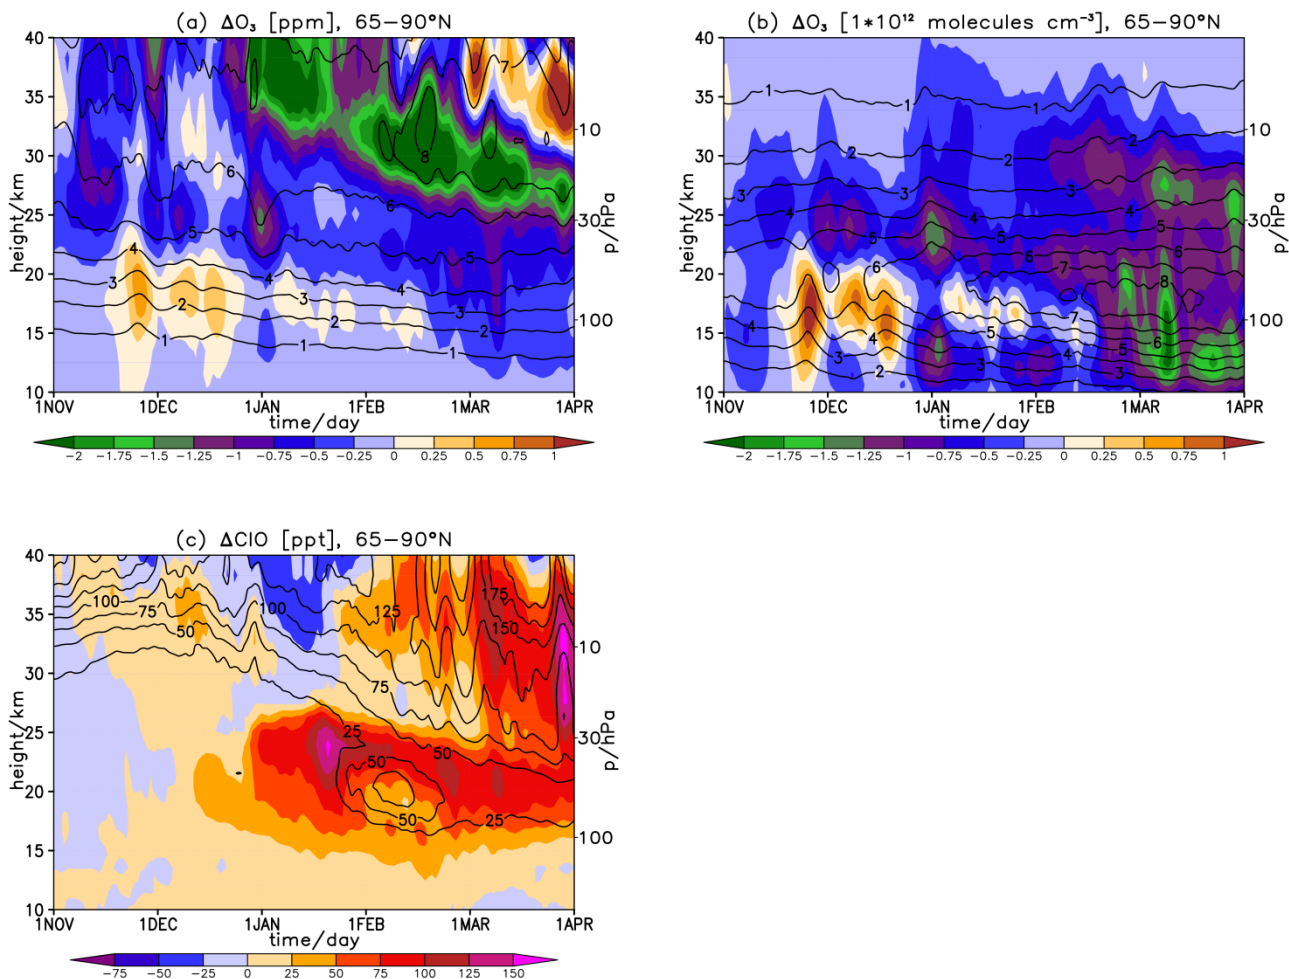 (a) ΔO₃ [ppm], 65−90°N
40
35
30
25
20
15
10
height/km
10
30
100
p/hPa
7
8
6
6
5
5
4
4
3
3
2
2
2
1
1
1
1NOV
1DEC
1JAN
1FEB
1MAR
1APR
time/day
−2 −1.75 −1.5 −1.25 −1 −0.75 −0.5 −0.25 0 0.25 0.5 0.75 1
(b) ΔO₃ [1*10¹² molecules cm⁻³], 65−90°N
40
35
30
25
20
15
10
height/km
10
30
100
p/hPa
1
1
1
2
2
2
3
3
3
4
4
4
5
5
5
6
6
6
7
8
7
5
6
4
4
4
5
3
3
3
2
2
1NOV
1DEC
1JAN
1FEB
1MAR
1APR
time/day
−2 −1.75 −1.5 −1.25 −1 −0.75 −0.5 −0.25 0 0.25 0.5 0.75 1
(c) ΔClO [ppt], 65−90°N
40
35
30
25
20
15
10
height/km
10
30
100
p/hPa
100
75
50
100
125
175
150
75
25
50
50
50
25
1NOV
1DEC
1JAN
1FEB
1MAR
1APR
time/day
−75 −50 −25 0 25 50 75 100 125 150